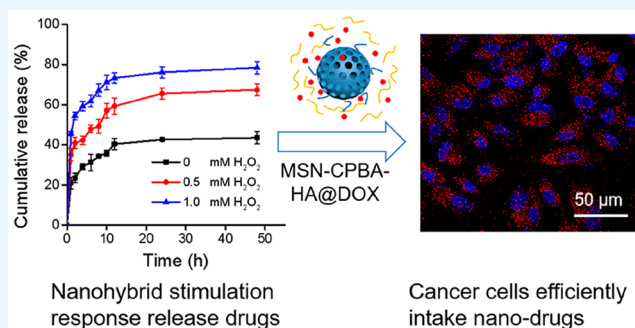 Cumulative release (%)
100
80
60
40
20
0
0 mM H₂O₂
0.5 mM H₂O₂
1.0 mM H₂O₂
0 10 20 30 40 50
Time (h)
MSN-CPBA-
HA@DOX
50 μm
Nanohybrid stimulation
response release drugs
Cancer cells efficiently
intake nano-drugs